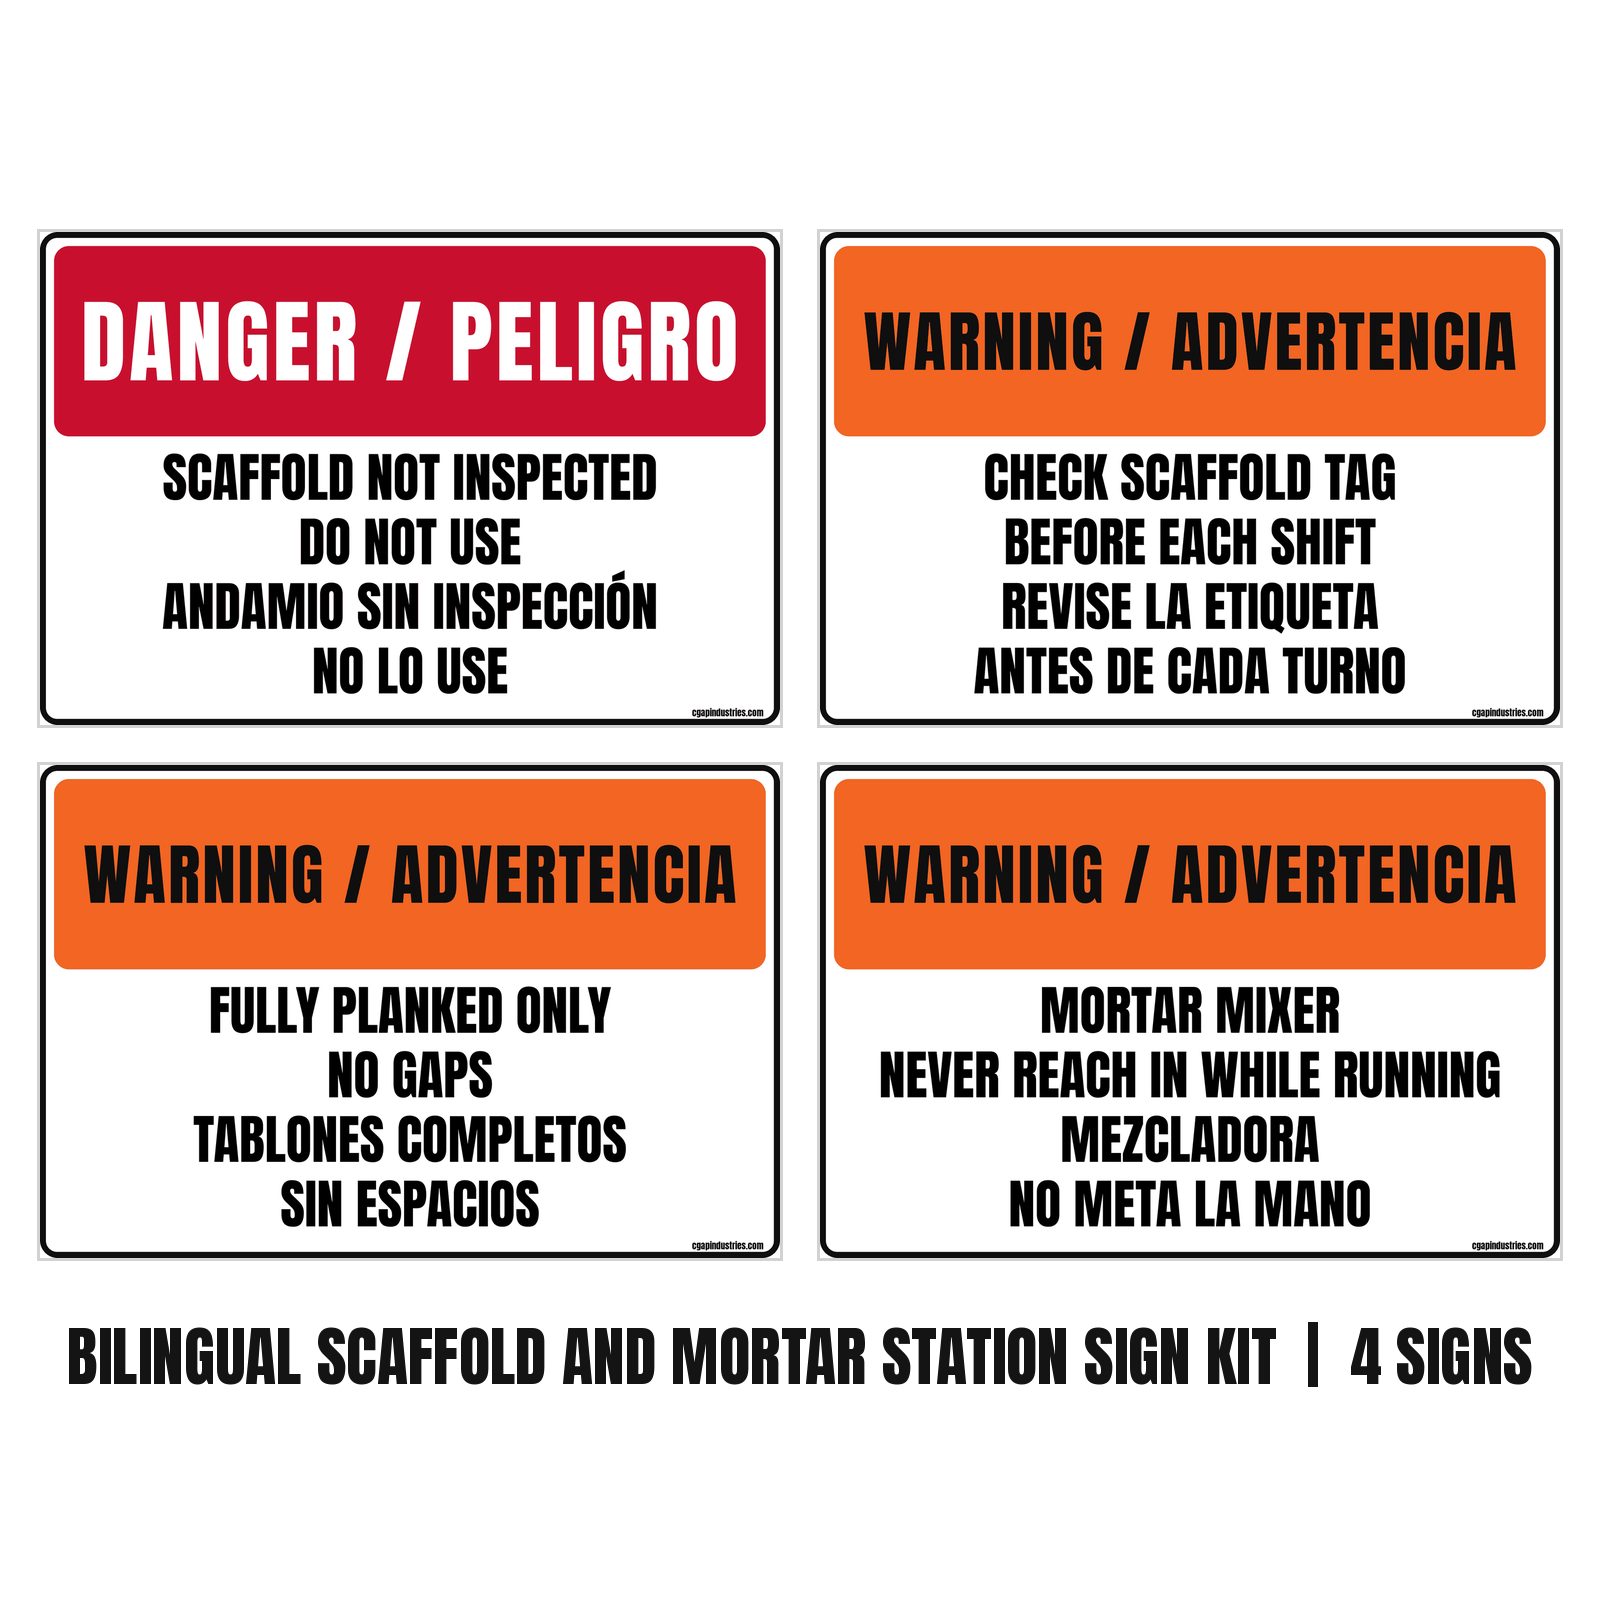 DANGER / PELIGRO
SCAFFOLD NOT INSPECTED
DO NOT USE
ANDAMIO SIN INSPECCIÓN
NO LO USE
cgapindustries.com
WARNING / ADVERTENCIA
CHECK SCAFFOLD TAG
BEFORE EACH SHIFT
REVISE LA ETIQUETA
ANTES DE CADA TURNO
cgapindustries.com
WARNING / ADVERTENCIA
FULLY PLANKED ONLY
NO GAPS
TABLONES COMPLETOS
SIN ESPACIOS
cgapindustries.com
WARNING / ADVERTENCIA
MORTAR MIXER
NEVER REACH IN WHILE RUNNING
MEZCLADORA
NO META LA MANO
cgapindustries.com
BILINGUAL SCAFFOLD AND MORTAR STATION SIGN KIT | 4 SIGNS